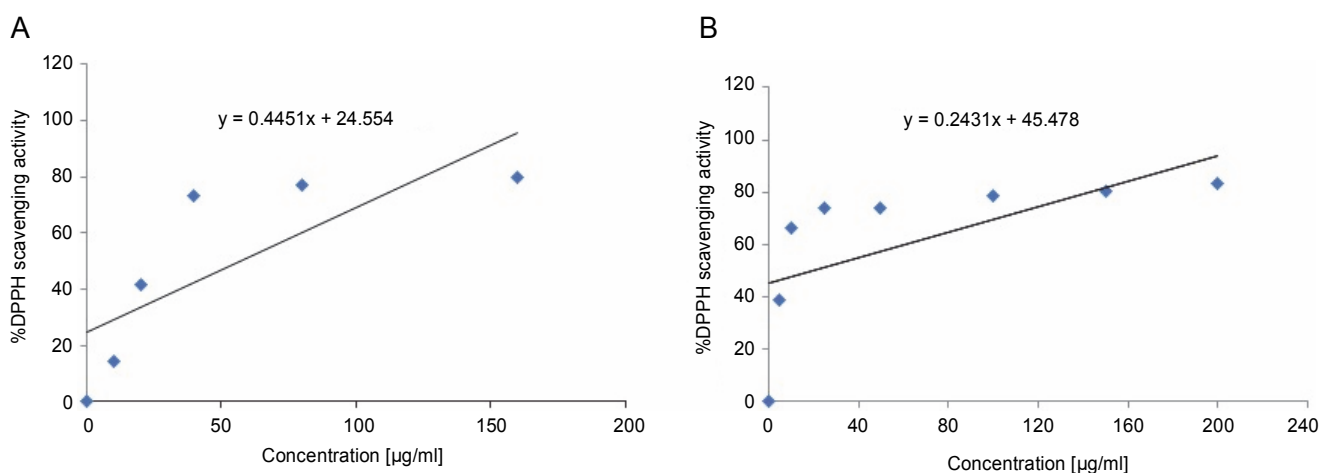 A
120
100
80
60
40
20
0
%DPPH scavenging activity
y = 0.4451x + 24.554
0 50 100 150 200
Concentration [µg/ml]
B
120
100
80
60
40
20
0
%DPPH scavenging activity
y = 0.2431x + 45.478
0 40 80 120 160 200 240
Concentration [µg/ml]